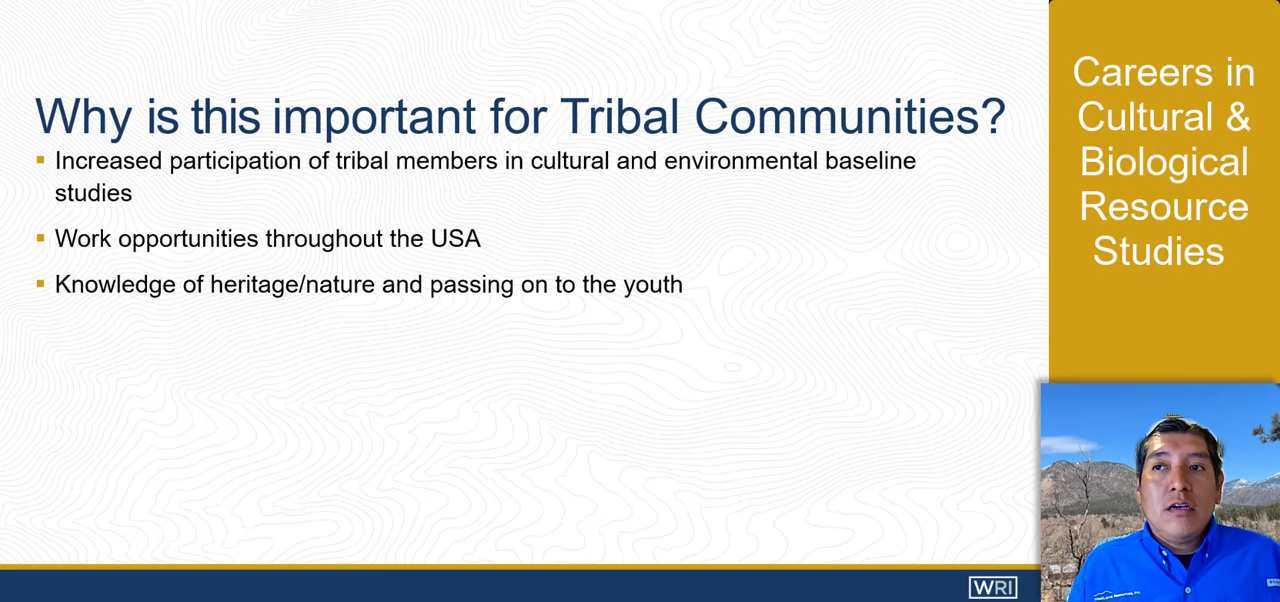 Why is this important for Tribal Communities?
Increased participation of tribal members in cultural and environmental baseline
studies
Work opportunities throughout the USA
Knowledge of heritage/nature and passing on to the youth
Careers in
Cultural &
Biological
Resource
Studies
WRI